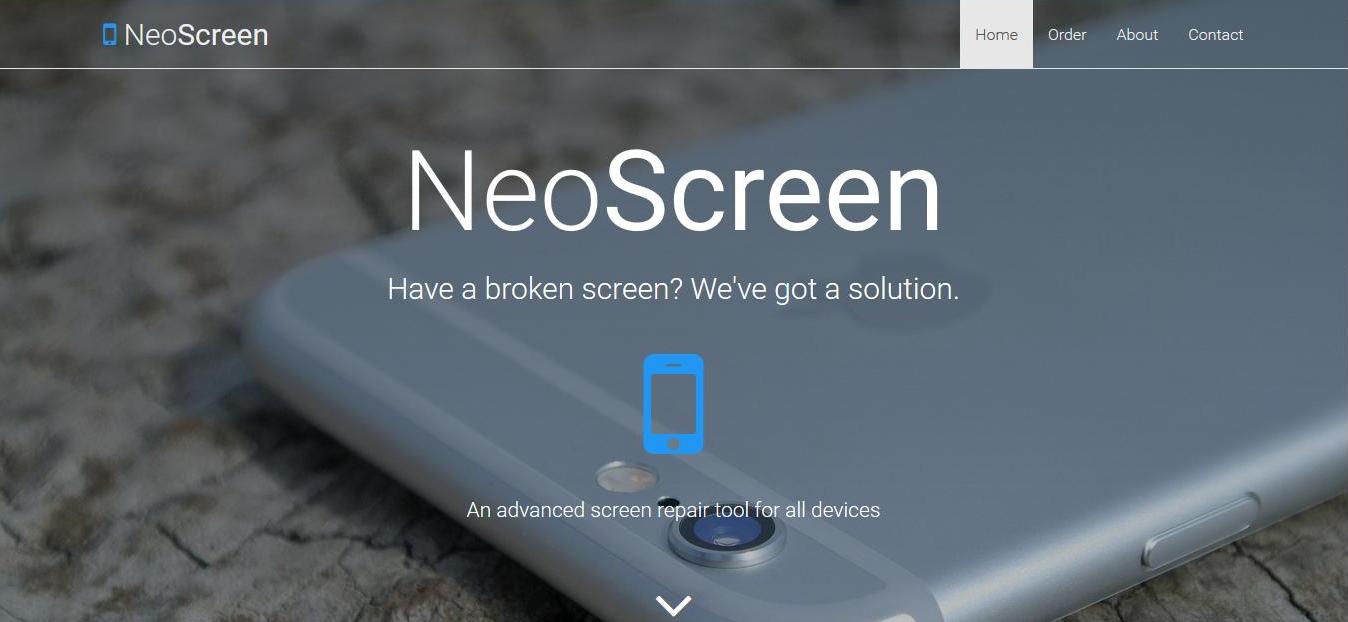 NeoScreen
Home Order About Contact
NeoScreen
Have a broken screen? We've got a solution.
An advanced screen repair tool for all devices